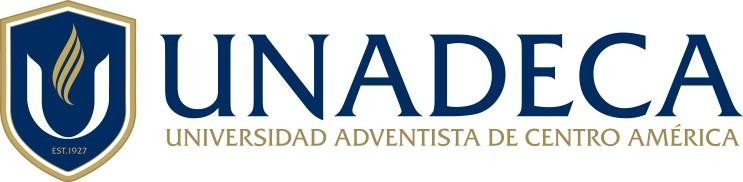 UNADECA
UNIVERSIDAD ADVENTISTA DE CENTRO AMÉRICA
EST.1927